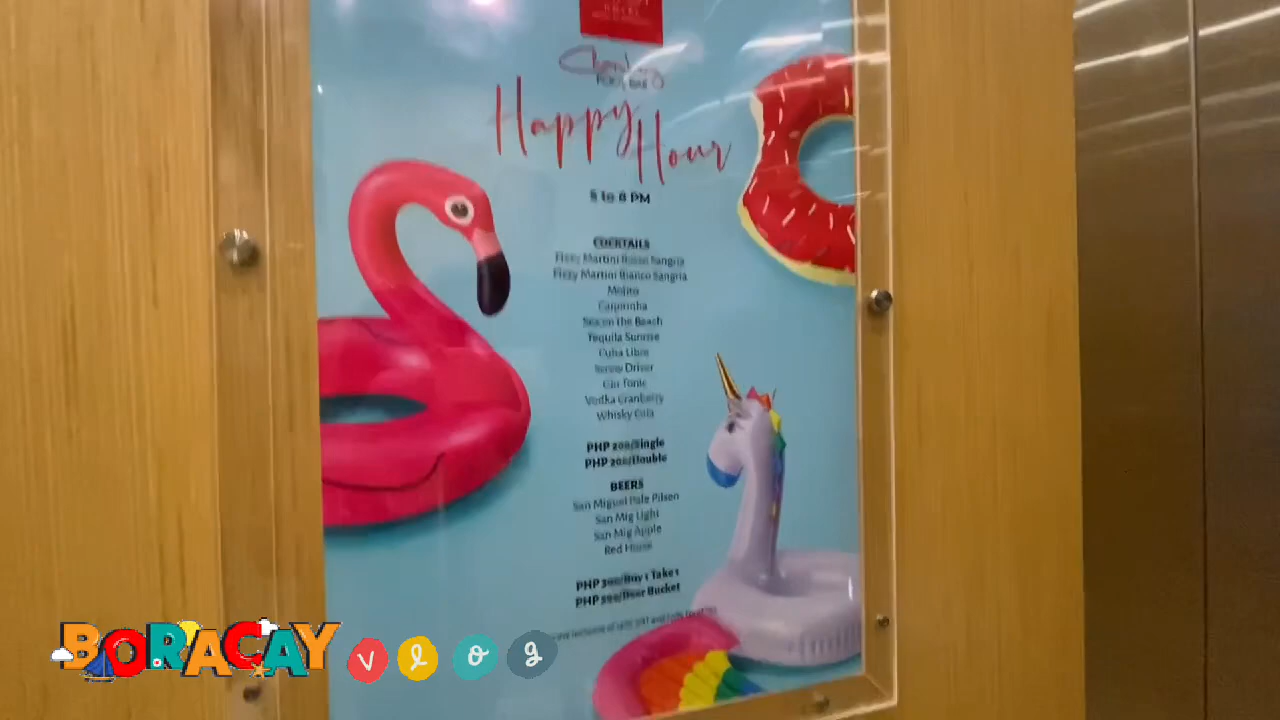 Happy
Hour
5 to 8 PM
COCKTAILS
Fizzy Martini Rosso Sangria
Fizzy Martini Bianco Sangria
Mojito
Caipirinha
Sex on the Beach
Tequila Sunrise
Cuba Libre
Screw Driver
Gin Tonic
Vodka Cranberry
Whisky Cola
PHP 200/Single
PHP /Double
BEERS
San Miguel Pale Pilsen
San Mig Light
San Mig Apple
Red Horse
PHP 300/Buy 1 Take 1
PHP /Beer Bucket
BORACAY vlog